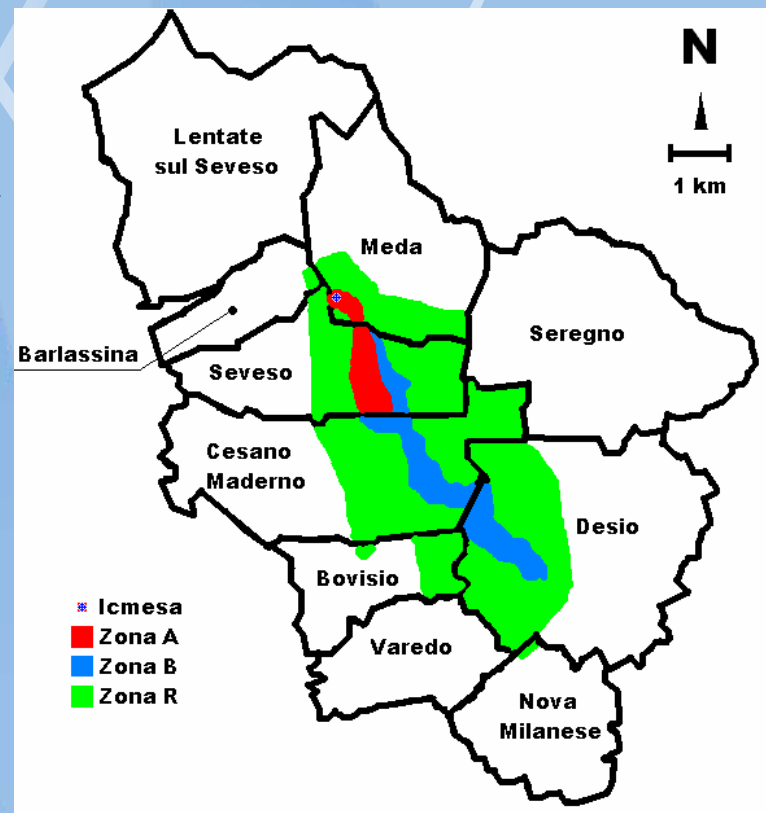 N
1 km
Lentate
sul Seveso
Meda
Seregno
Barlassina
Seveso
Cesano
Maderno
Desio
Bovisio
Varedo
Nova
Milanese
Icmesa
Zona A
Zona B
Zona R